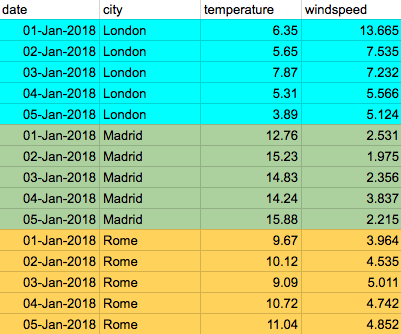 date city temperature windspeed
01-Jan-2018 London 6.35 13.665
02-Jan-2018 London 5.65 7.535
03-Jan-2018 London 7.87 7.232
04-Jan-2018 London 5.31 5.566
05-Jan-2018 London 3.89 5.124
01-Jan-2018 Madrid 12.76 2.531
02-Jan-2018 Madrid 15.23 1.975
03-Jan-2018 Madrid 14.83 2.356
04-Jan-2018 Madrid 14.24 3.837
05-Jan-2018 Madrid 15.88 2.215
01-Jan-2018 Rome 9.67 3.964
02-Jan-2018 Rome 10.12 4.535
03-Jan-2018 Rome 9.09 5.011
04-Jan-2018 Rome 10.72 4.742
05-Jan-2018 Rome 11.04 4.852